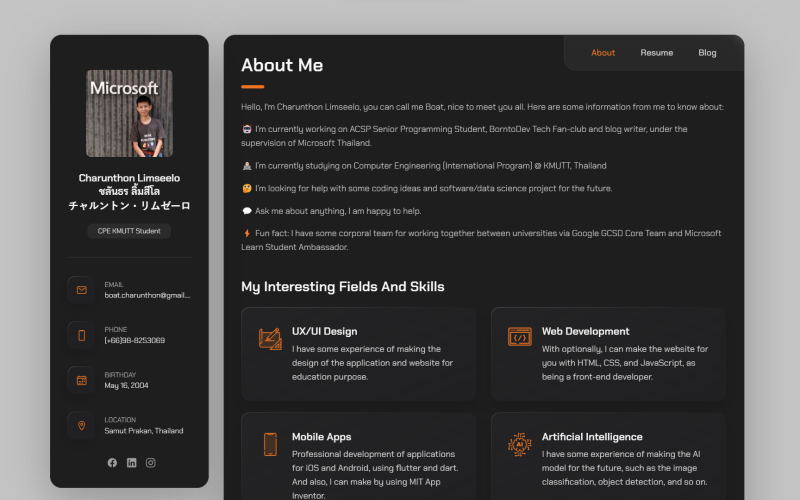 Microsoft
Charunthon Limseelo
ชลันธร ลิ้มสีโล
チャルントン・リムゼーロ
CPE KMUTT Student
EMAIL
boat.charunthon@gmail...
PHONE
(+66)98-8253069
BIRTHDAY
May 16, 2004
LOCATION
Samut Prakan, Thailand
About
Resume
Blog
About Me
Hello, I'm Charunthon Limseelo, you can call me Boat, nice to meet you all. Here are some information from me to know about:
I'm currently working on ACSP Senior Programming Student, BorntoDev Tech Fan-club and blog writer, under the
supervision of Microsoft Thailand.
I'm currently studying on Computer Engineering (International Program) @ KMUTT, Thailand
🤔 I'm looking for help with some coding ideas and software/data science project for the future.
💬 Ask me about anything, I am happy to help.
⚡ Fun fact: I have some corporal team for working together between universities via Google GCSD Core Team and Microsoft
Learn Student Ambassador.
My Interesting Fields And Skills
UX/UI Design
I have some experience of making the
design of the application and website for
education purpose.
Web Development
With optionally, I can make the website for
you with HTML, CSS, and JavaScript, as
being a front-end developer.
Mobile Apps
Professional development of applications
for iOS and Android, using flutter and dart.
And also, I can make by using MIT App
Inventor.
AI
Artificial Intelligence
I have some experience of making the AI
model for the future, such as the image
classification, object detection, and so on.